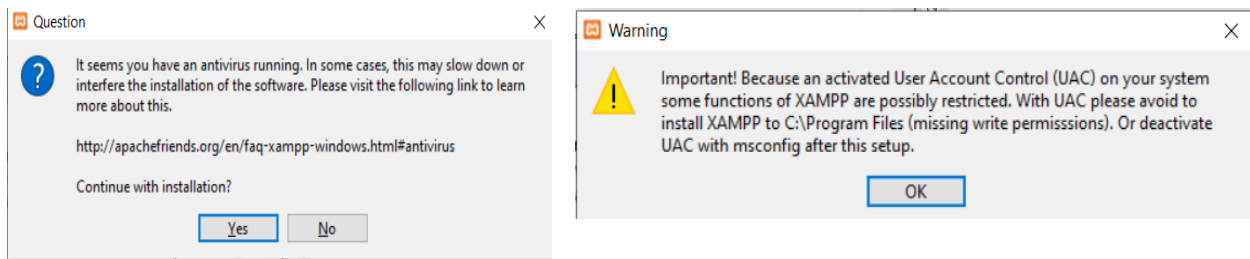 Question
It seems you have an antivirus running. In some cases, this may slow down or
interfere the installation of the software. Please visit the following link to learn
more about this.
http://apachefriends.org/en/faq-xampp-windows.html#antivirus
Continue with installation?
Yes
No
Warning
Important! Because an activated User Account Control (UAC) on your system
some functions of XAMPP are possibly restricted. With UAC please avoid to
install XAMPP to C:\Program Files (missing write permisssions). Or deactivate
UAC with msconfig after this setup.
OK